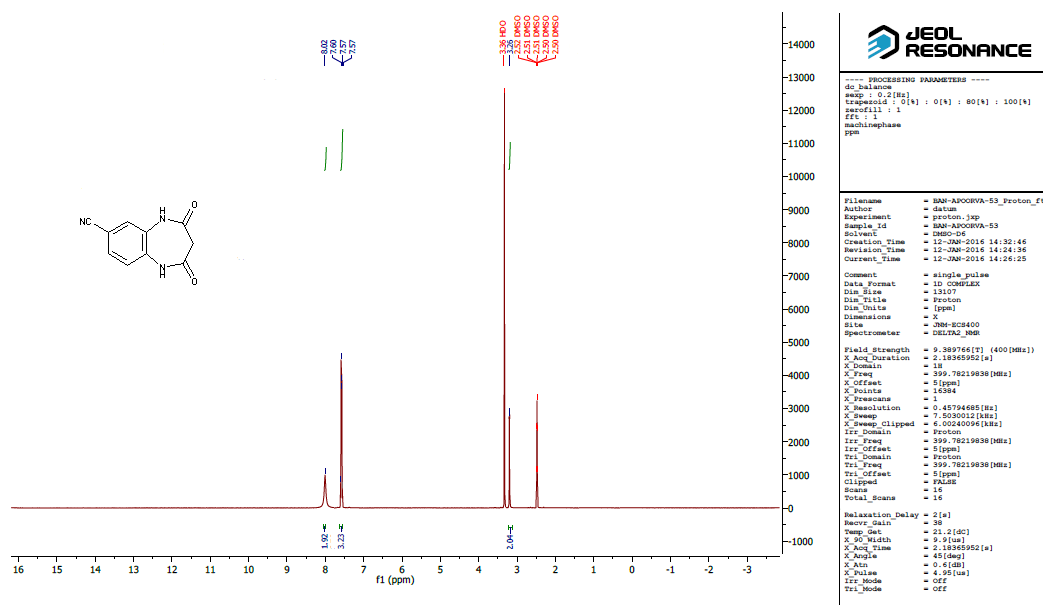 8.02
7.60
7.57
7.57
3.36 HDO
3.26
2.52 DMSO
2.51 DMSO
2.51 DMSO
2.50 DMSO
2.50 DMSO
14000
13000
12000
11000
10000
9000
8000
7000
6000
5000
4000
3000
2000
1000
0
-1000
NC
H
N
O
N
H
O
1.92
3.23
2.04
16 15 14 13 12 11 10 9 8 7 6 5 4 3 2 1 0 -1 -2 -3
f1 (ppm)
JEOL
RESONANCE
---- PROCESSING PARAMETERS ----
dc_balance
sexp : 0.2[Hz]
trapezoid : 0[%] : 0[%] : 80[%] : 100[%]
zerofill : 1
fft : 1
machinephase
ppm
Filename = BAN-APOORVA-53_Proton_ft
Author = datum
Experiment = proton.jxp
Sample_Id = BAN-APOORVA-53
Solvent = DMSO-D6
Creation_Time = 12-JAN-2016 14:32:46
Revision_Time = 12-JAN-2016 14:24:36
Current_Time = 12-JAN-2016 14:26:25
Comment = single_pulse
Data_Format = 1D COMPLEX
Dim_Size = 13107
Dim_Title = Proton
Dim_Units = [ppm]
Dimensions = X
Site = JNM-ECS400
Spectrometer = DELTA2_NMR
Field_Strength = 9.389766[T] (400[MHz])
X_Acq_Duration = 2.18365952[s]
X_Domain = 1H
X_Freq = 399.78219838[MHz]
X_Offset = 5[ppm]
X_Points = 16384
X_Prescans = 1
X_Resolution = 0.45794685[Hz]
X_Sweep = 7.5030012[kHz]
X_Sweep_Clipped = 6.00240096[kHz]
Irr_Domain = Proton
Irr_Freq = 399.78219838[MHz]
Irr_Offset = 5[ppm]
Tri_Domain = Proton
Tri_Freq = 399.78219838[MHz]
Tri_Offset = 5[ppm]
Clipped = FALSE
Scans = 16
Total_Scans = 16
Relaxation_Delay = 2[s]
Recvr_Gain = 38
Temp_Get = 21.2[dC]
X_90_Width = 9.9[us]
X_Acq_Time = 2.18365952[s]
X_Angle = 45[deg]
X_Atn = 0.6[dB]
X_Pulse = 4.95[us]
Irr_Mode = Off
Tri_Mode = Off